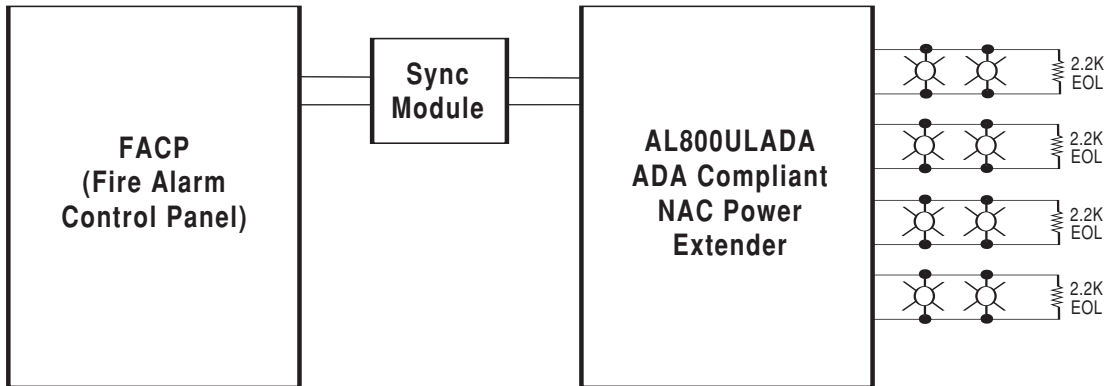 FACP
(Fire Alarm
Control Panel)
Sync
Module
AL800ULADA
ADA Compliant
NAC Power
Extender
2.2K
EOL
2.2K
EOL
2.2K
EOL
2.2K
EOL